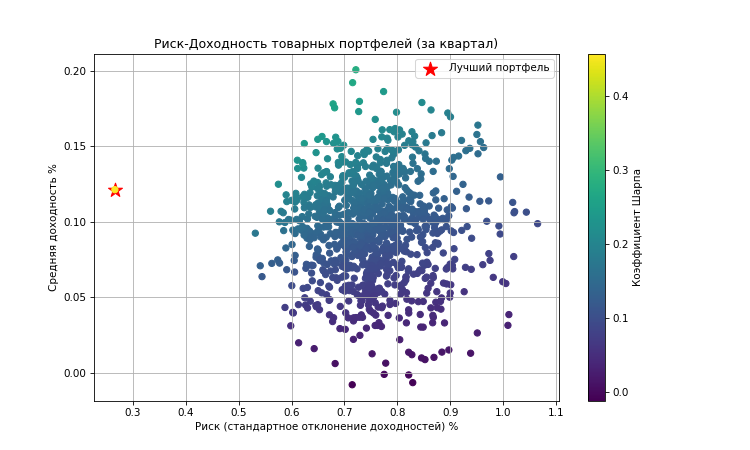 Риск-Доходность товарных портфелей (за квартал)
Лучший портфель
Средняя доходность %
0.20
0.15
0.10
0.05
0.00
0.3 0.4 0.5 0.6 0.7 0.8 0.9 1.0 1.1
Риск (стандартное отклонение доходностей) %
0.4
0.3
0.2
0.1
0.0
Коэффициент Шарпа